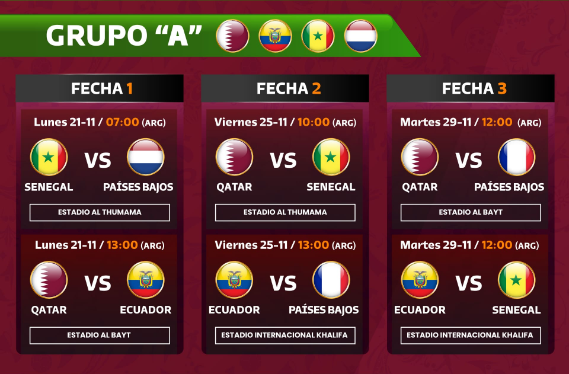 GRUPO “A”
FECHA 1
Lunes 21-11 / 07:00 (ARG)
VS
SENEGAL PAÍSES BAJOS
ESTADIO AL THUMAMA
Lunes 21-11 / 13:00 (ARG)
VS
QATAR ECUADOR
ESTADIO AL BAYT
FECHA 2
Viernes 25-11 / 10:00 (ARG)
VS
QATAR SENEGAL
ESTADIO AL THUMAMA
Viernes 25-11 / 13:00 (ARG)
VS
ECUADOR PAÍSES BAJOS
ESTADIO INTERNACIONAL KHALIFA
FECHA 3
Martes 29-11 / 12:00 (ARG)
VS
QATAR PAÍSES BAJOS
ESTADIO AL BAYT
Martes 29-11 / 12:00 (ARG)
VS
ECUADOR SENEGAL
ESTADIO INTERNACIONAL KHALIFA